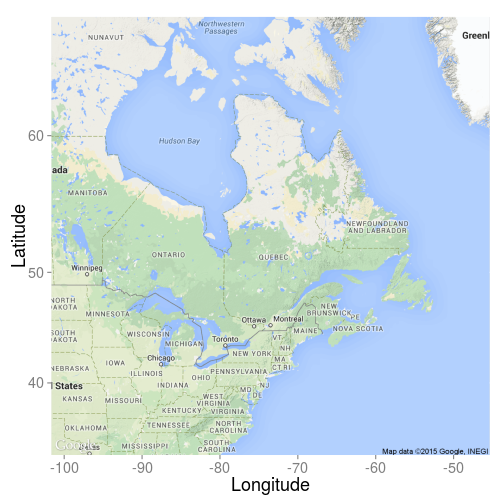 Northwestern
Passages
NUNAVUT
Greenl
60
Hudson Bay
ada
MANITOBA
NEWFOUNDLAND
AND LABRADOR
ONTARIO
QUEBEC
Latitude
50
Winnipeg
NORTH
DAKOTA
MINNESOTA
NEW
BRUNSWICK
PE
Ottawa
Montreal
MAINE
NOVA SCOTIA
SOUTH
DAKOTA
WISCONSIN
MICHIGAN
Toronto
VT
NH
NEW YORK
MA
CT
RI
Chicago
IOWA
NEBRASKA
ILLINOIS
INDIANA
OHIO
PENNSYLVANIA
NJ
MD
DE
40
States
KANSAS
MISSOURI
WEST
VIRGINIA
KENTUCKY
VIRGINIA
OKLAHOMA
TENNESSEE
NORTH
CAROLINA
Google
MISSISSIPPI
SOUTH
CAROLINA
Map data ©2015 Google, INEGI
-100
-90
-80
-70
-60
-50
Longitude